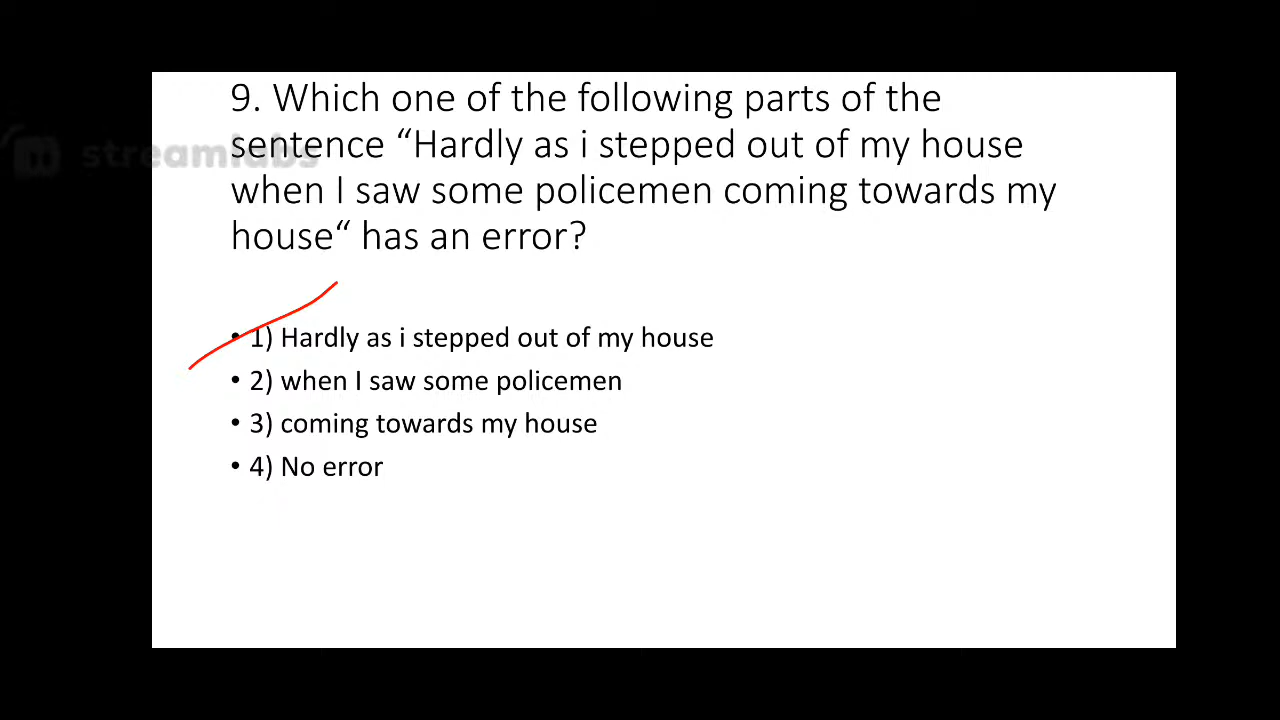 9. Which one of the following parts of the
sentence “Hardly as i stepped out of my house
when I saw some policemen coming towards my
house“ has an error?
streamlabs
• 1) Hardly as i stepped out of my house
• 2) when I saw some policemen
• 3) coming towards my house
• 4) No error